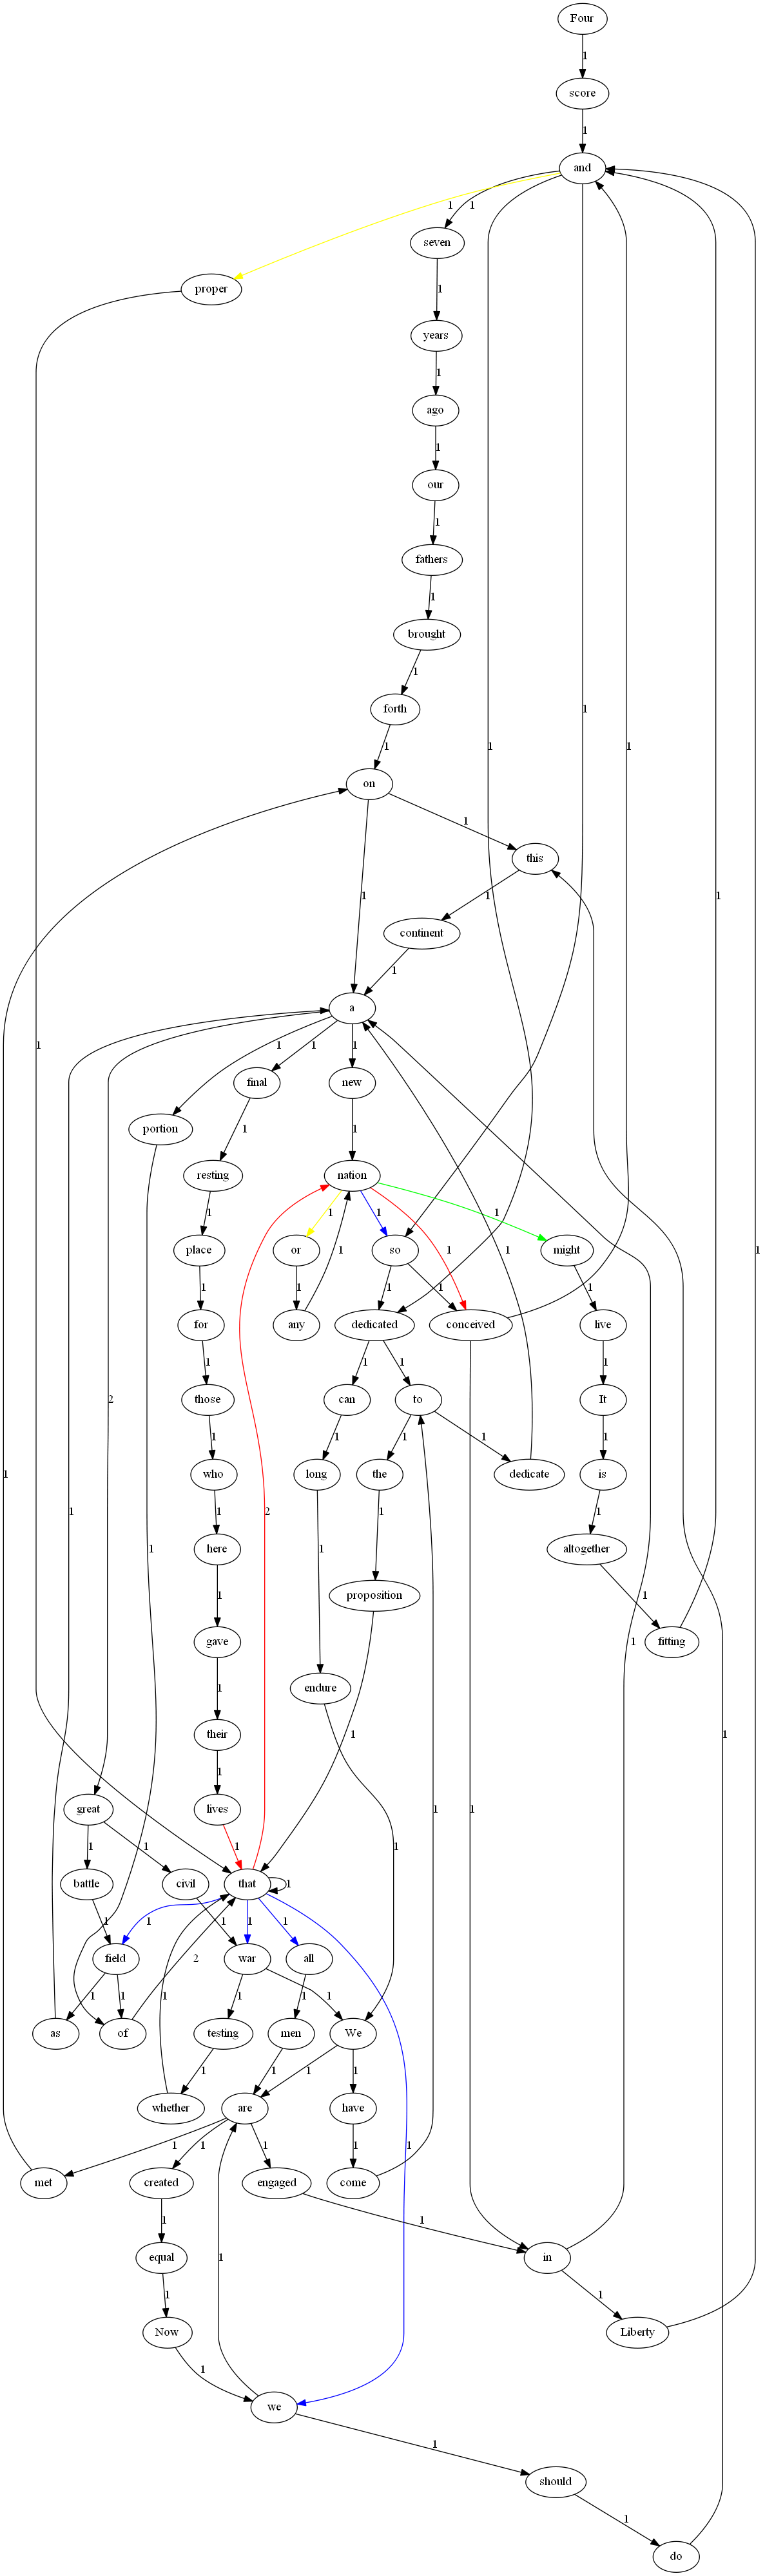 Four
1
score
1
and
1 1
seven
proper
1
years
1
ago
1
our
1
fathers
1
brought
1
forth
1
1 1 1
on
1
this
1
continent
1
1
a
1 1 1 1
final new
portion
1 1
resting nation
1 1 1 1
place or so might
1 1 1 1 1 1
for any dedicated conceived live
1 1 1 1
those can to It
2
1 1 1 1 1
who long the dedicate is
1 1 2 1 1
1 1
here altogether
1 1
gave proposition fitting
1
endure
1
their 1
1
lives
great 1
1 1
battle civil that 1
1 1 1 1 1
field war all
2
1 1 1 1 1
as of testing men We
1 1 1 1 1
whether are have
1 1 1 1 1
met created engaged come
1 1
equal in
1 1
Now Liberty
1
1
1
we
1
should
1
do
1
1
1